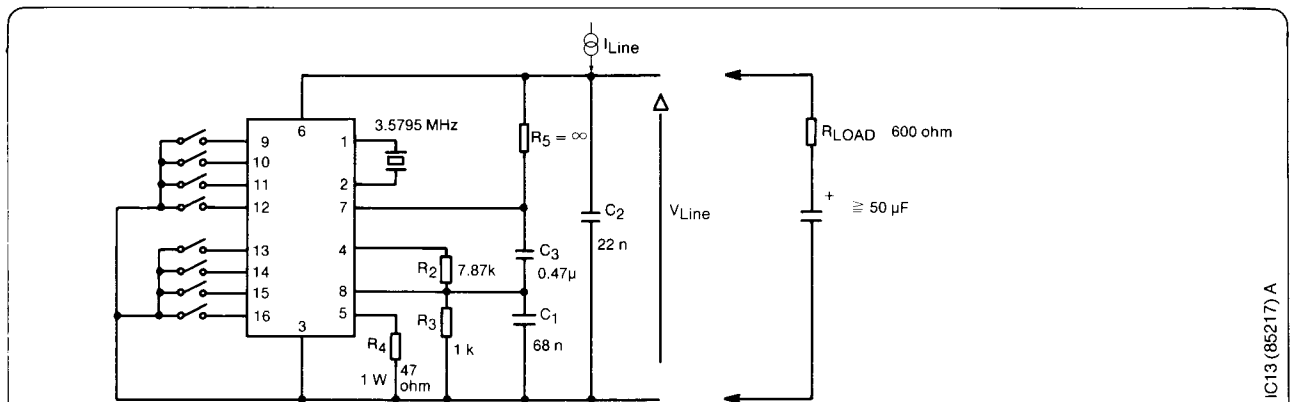 I Line
6
3.5795 MHz
9
1
R5 = ∞
RLOAD 600 ohm
10
11
2
12
7
C2
VLine
+
≧ 50 µF
22 n
13
4
C3
14
R2
7.87k
0.47µ
15
8
16
5
R3
C1
3
R4
1 k
68 n
1 W
47
ohm
IC13 (85217) A